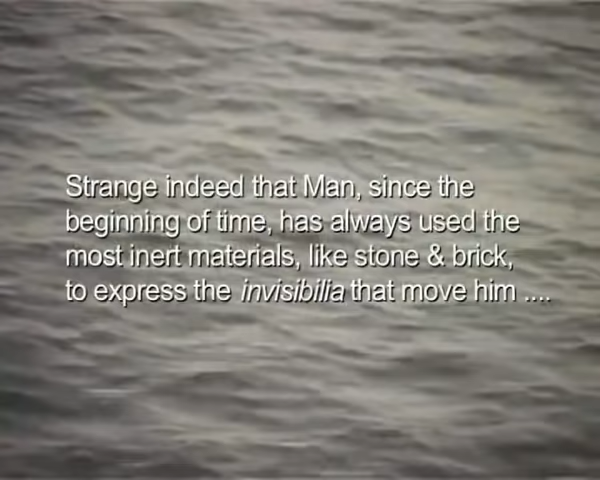 Strange indeed that Man, since the
beginning of time, has always used the
most inert materials, like stone & brick,
to express the invisibilia that move him ....